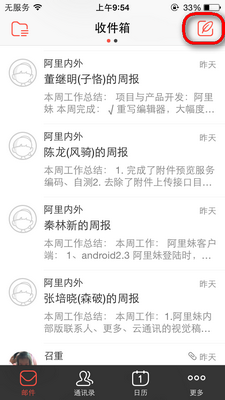 无服务 上午9:54 33%
收件箱
阿里内外 昨天
董继明(子恪)的周报
本周工作总结： 项目与产品开发：阿里
妹 本周完成： √ 重写编辑器，大幅度...
阿里内外 昨天
陈龙(风骑)的周报
本周工作总结： 1. 完成了附件预览服务
编码、自测2. 去除了附件上传接口目...
阿里内外 昨天
秦林新的周报
本周工作总结： 本周工作： 阿里妹客户
端： 1、android2.3 阿里登陆时，...
阿里内外 昨天
张培晓(森破)的周报
本周工作总结： 本周工作：1.阿里妹内
部版联系人、更多、云通讯的视觉稿...
召重 昨天
邮件 通讯录 1 日历 更多